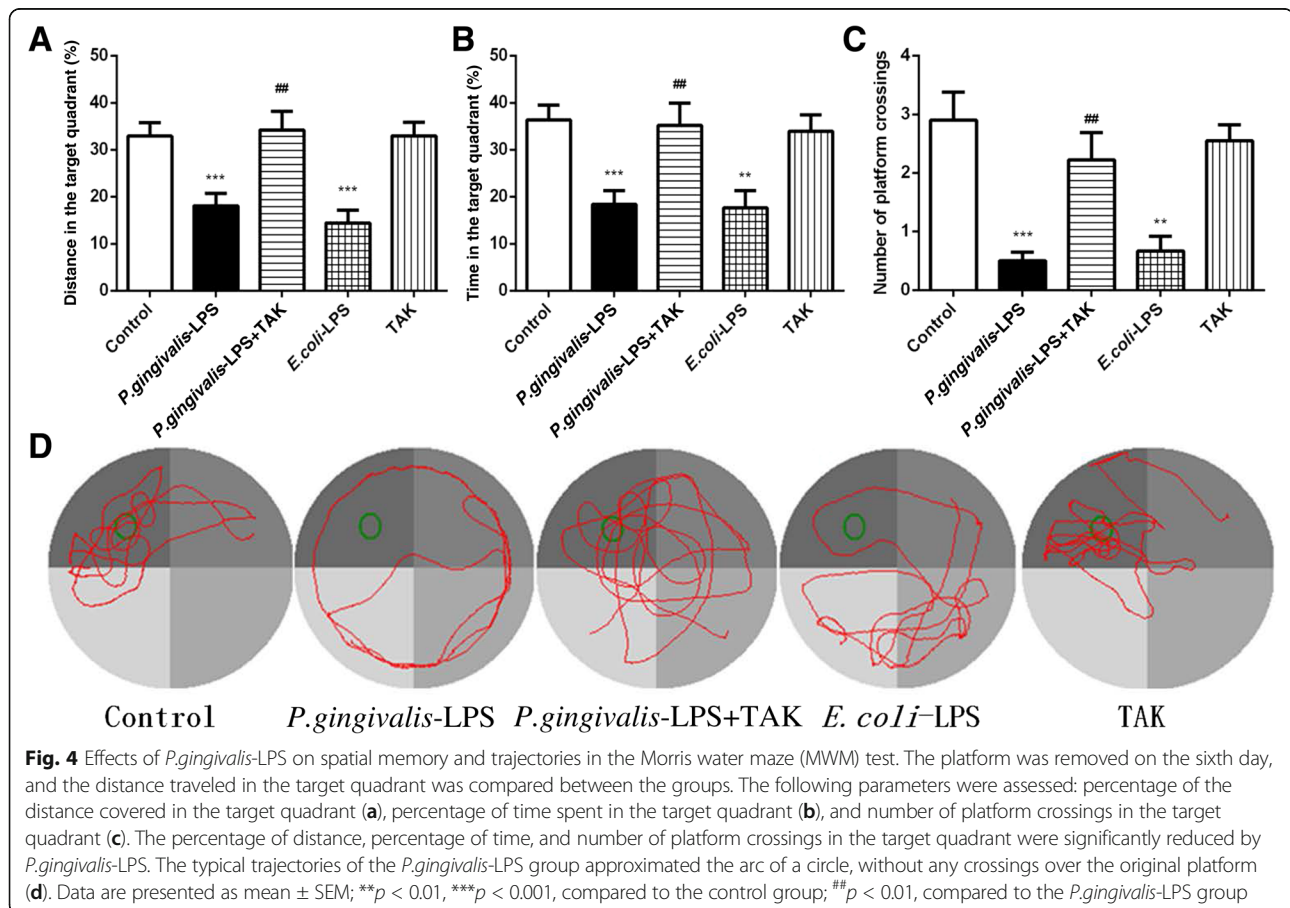 A
B
C
Distance in the target quadrant (%)
50
40
30
20
10
0
***
##
***
Control
P.gingivalis-LPS
P.gingivalis-LPS+TAK
E.coli-LPS
TAK
Time in the target quadrant (%)
50
40
30
20
10
0
***
##
**
Control
P.gingivalis-LPS
P.gingivalis-LPS+TAK
E.coli-LPS
TAK
Number of platform crossings
4
3
2
1
0
***
##
**
Control
P.gingivalis-LPS
P.gingivalis-LPS+TAK
E.coli-LPS
TAK
D
Control
P.gingivalis-LPS
P.gingivalis-LPS+TAK
E. coli-LPS
TAK
Fig. 4 Effects of P.gingivalis-LPS on spatial memory and trajectories in the Morris water maze (MWM) test. The platform was removed on the sixth day,
and the distance traveled in the target quadrant was compared between the groups. The following parameters were assessed: percentage of the
distance covered in the target quadrant (a), percentage of time spent in the target quadrant (b), and number of platform crossings in the target
quadrant (c). The percentage of distance, percentage of time, and number of platform crossings in the target quadrant were significantly reduced by
P.gingivalis-LPS. The typical trajectories of the P.gingivalis-LPS group approximated the arc of a circle, without any crossings over the original platform
(d). Data are presented as mean ± SEM; **p < 0.01, ***p < 0.001, compared to the control group; ##p < 0.01, compared to the P.gingivalis-LPS group